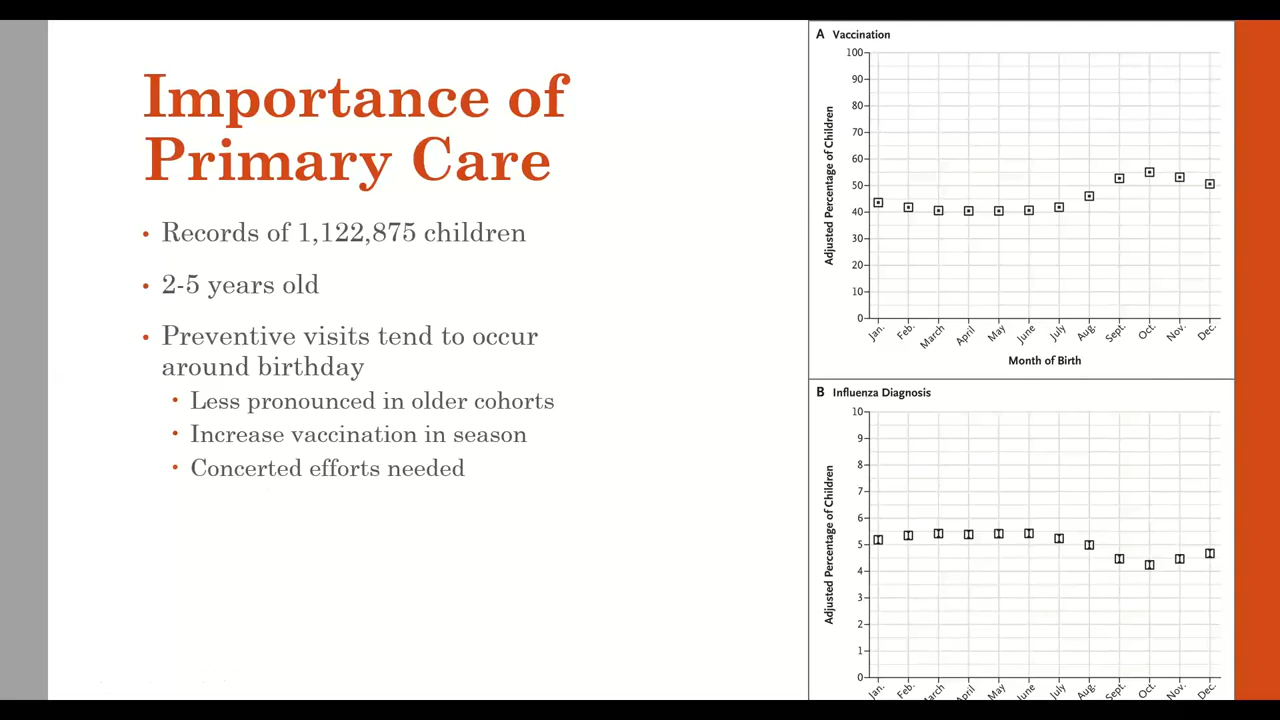 Importance of
Primary Care
• Records of 1,122,875 children
• 2-5 years old
• Preventive visits tend to occur
around birthday
• Less pronounced in older cohorts
• Increase vaccination in season
• Concerted efforts needed
A Vaccination
Adjusted Percentage of Children
100
90
80
70
60
50
40
30
20
10
0
Jan. Feb. March April May June July Aug. Sept. Oct. Nov. Dec.
Month of Birth
B Influenza Diagnosis
Adjusted Percentage of Children
10
9
8
7
6
5
4
3
2
1
0
Jan. Feb. March April May June July Aug. Sept. Oct. Nov. Dec.